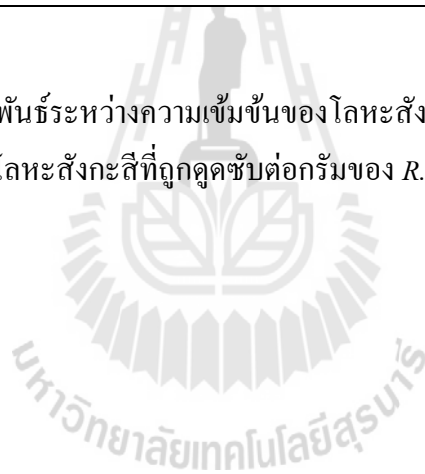 พันธ์ระหว่างความเข้มข้นของโลหะสัง
โลหะสังกะสีที่ถูกดูดซับต่อกรัมของ R.
มหาวิทยาลัยเทคโนโลยีสุรนารี